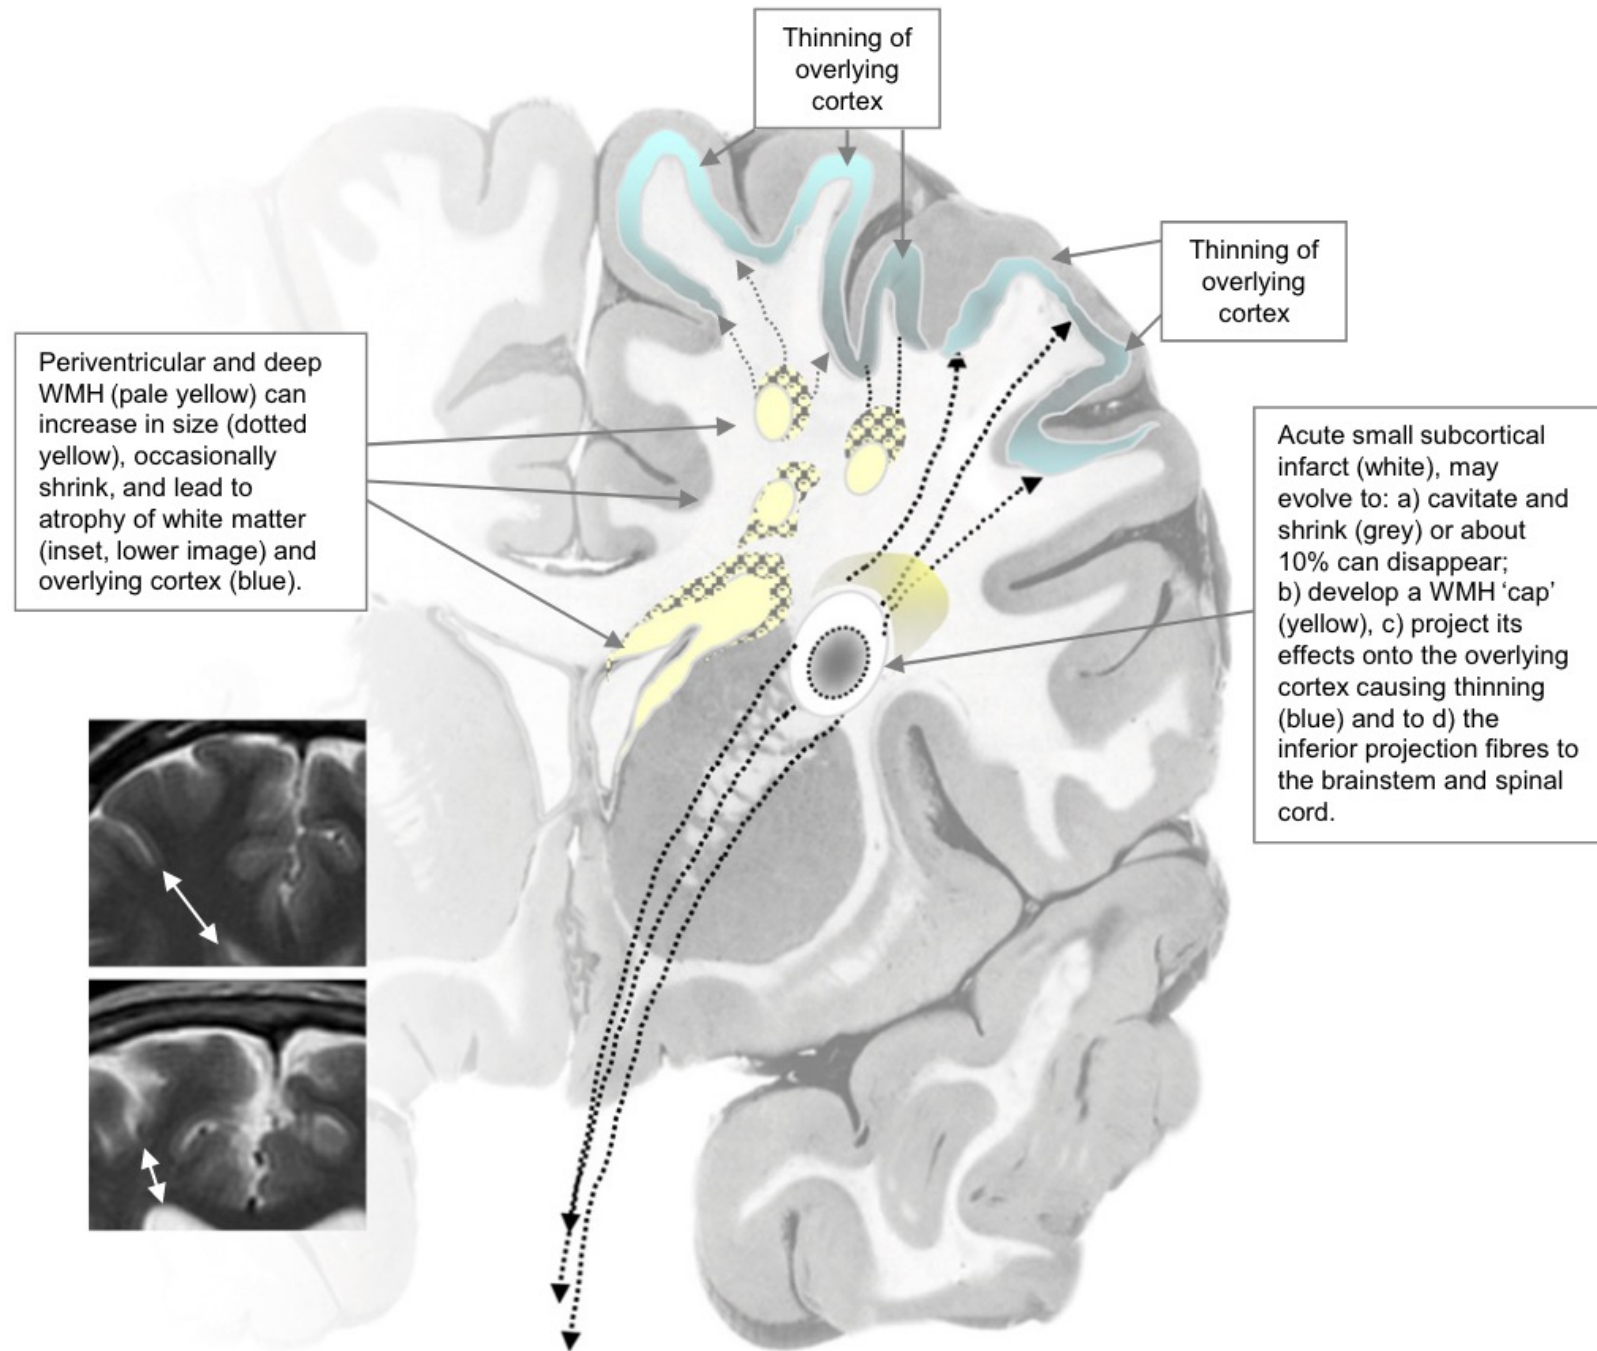 Thinning of
overlying
cortex
Thinning of
overlying
cortex
Periventricular and deep
WMH (pale yellow) can
increase in size (dotted
yellow), occasionally
shrink, and lead to
atrophy of white matter
(inset, lower image) and
overlying cortex (blue).
Acute small subcortical
infarct (white), may
evolve to: a) cavitate and
shrink (grey) or about
10% can disappear;
b) develop a WMH ‘cap’
(yellow), c) project its
effects onto the overlying
cortex causing thinning
(blue) and to d) the
inferior projection fibres to
the brainstem and spinal
cord.